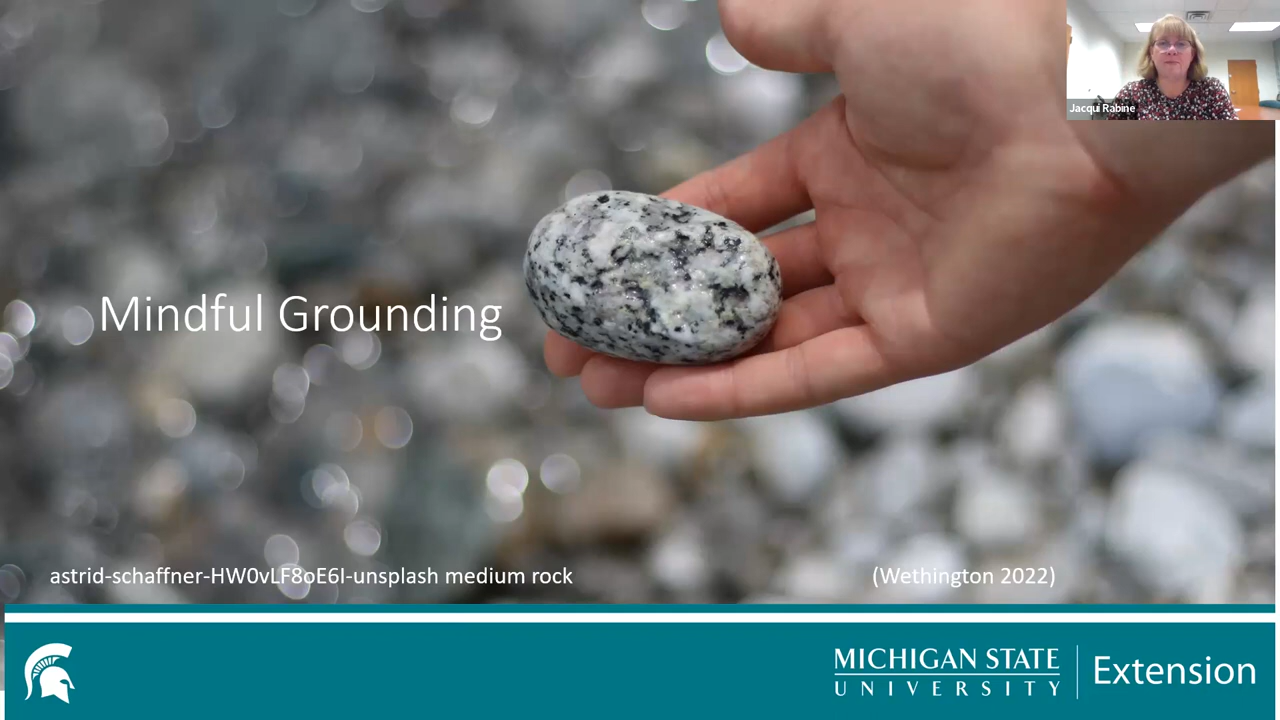 Jacqui Rabine
Mindful Grounding
astrid-schaffner-HW0vLF8oE6I-unsplash medium rock
(Wethington 2022)
MICHIGAN STATE
UNIVERSITY
Extension